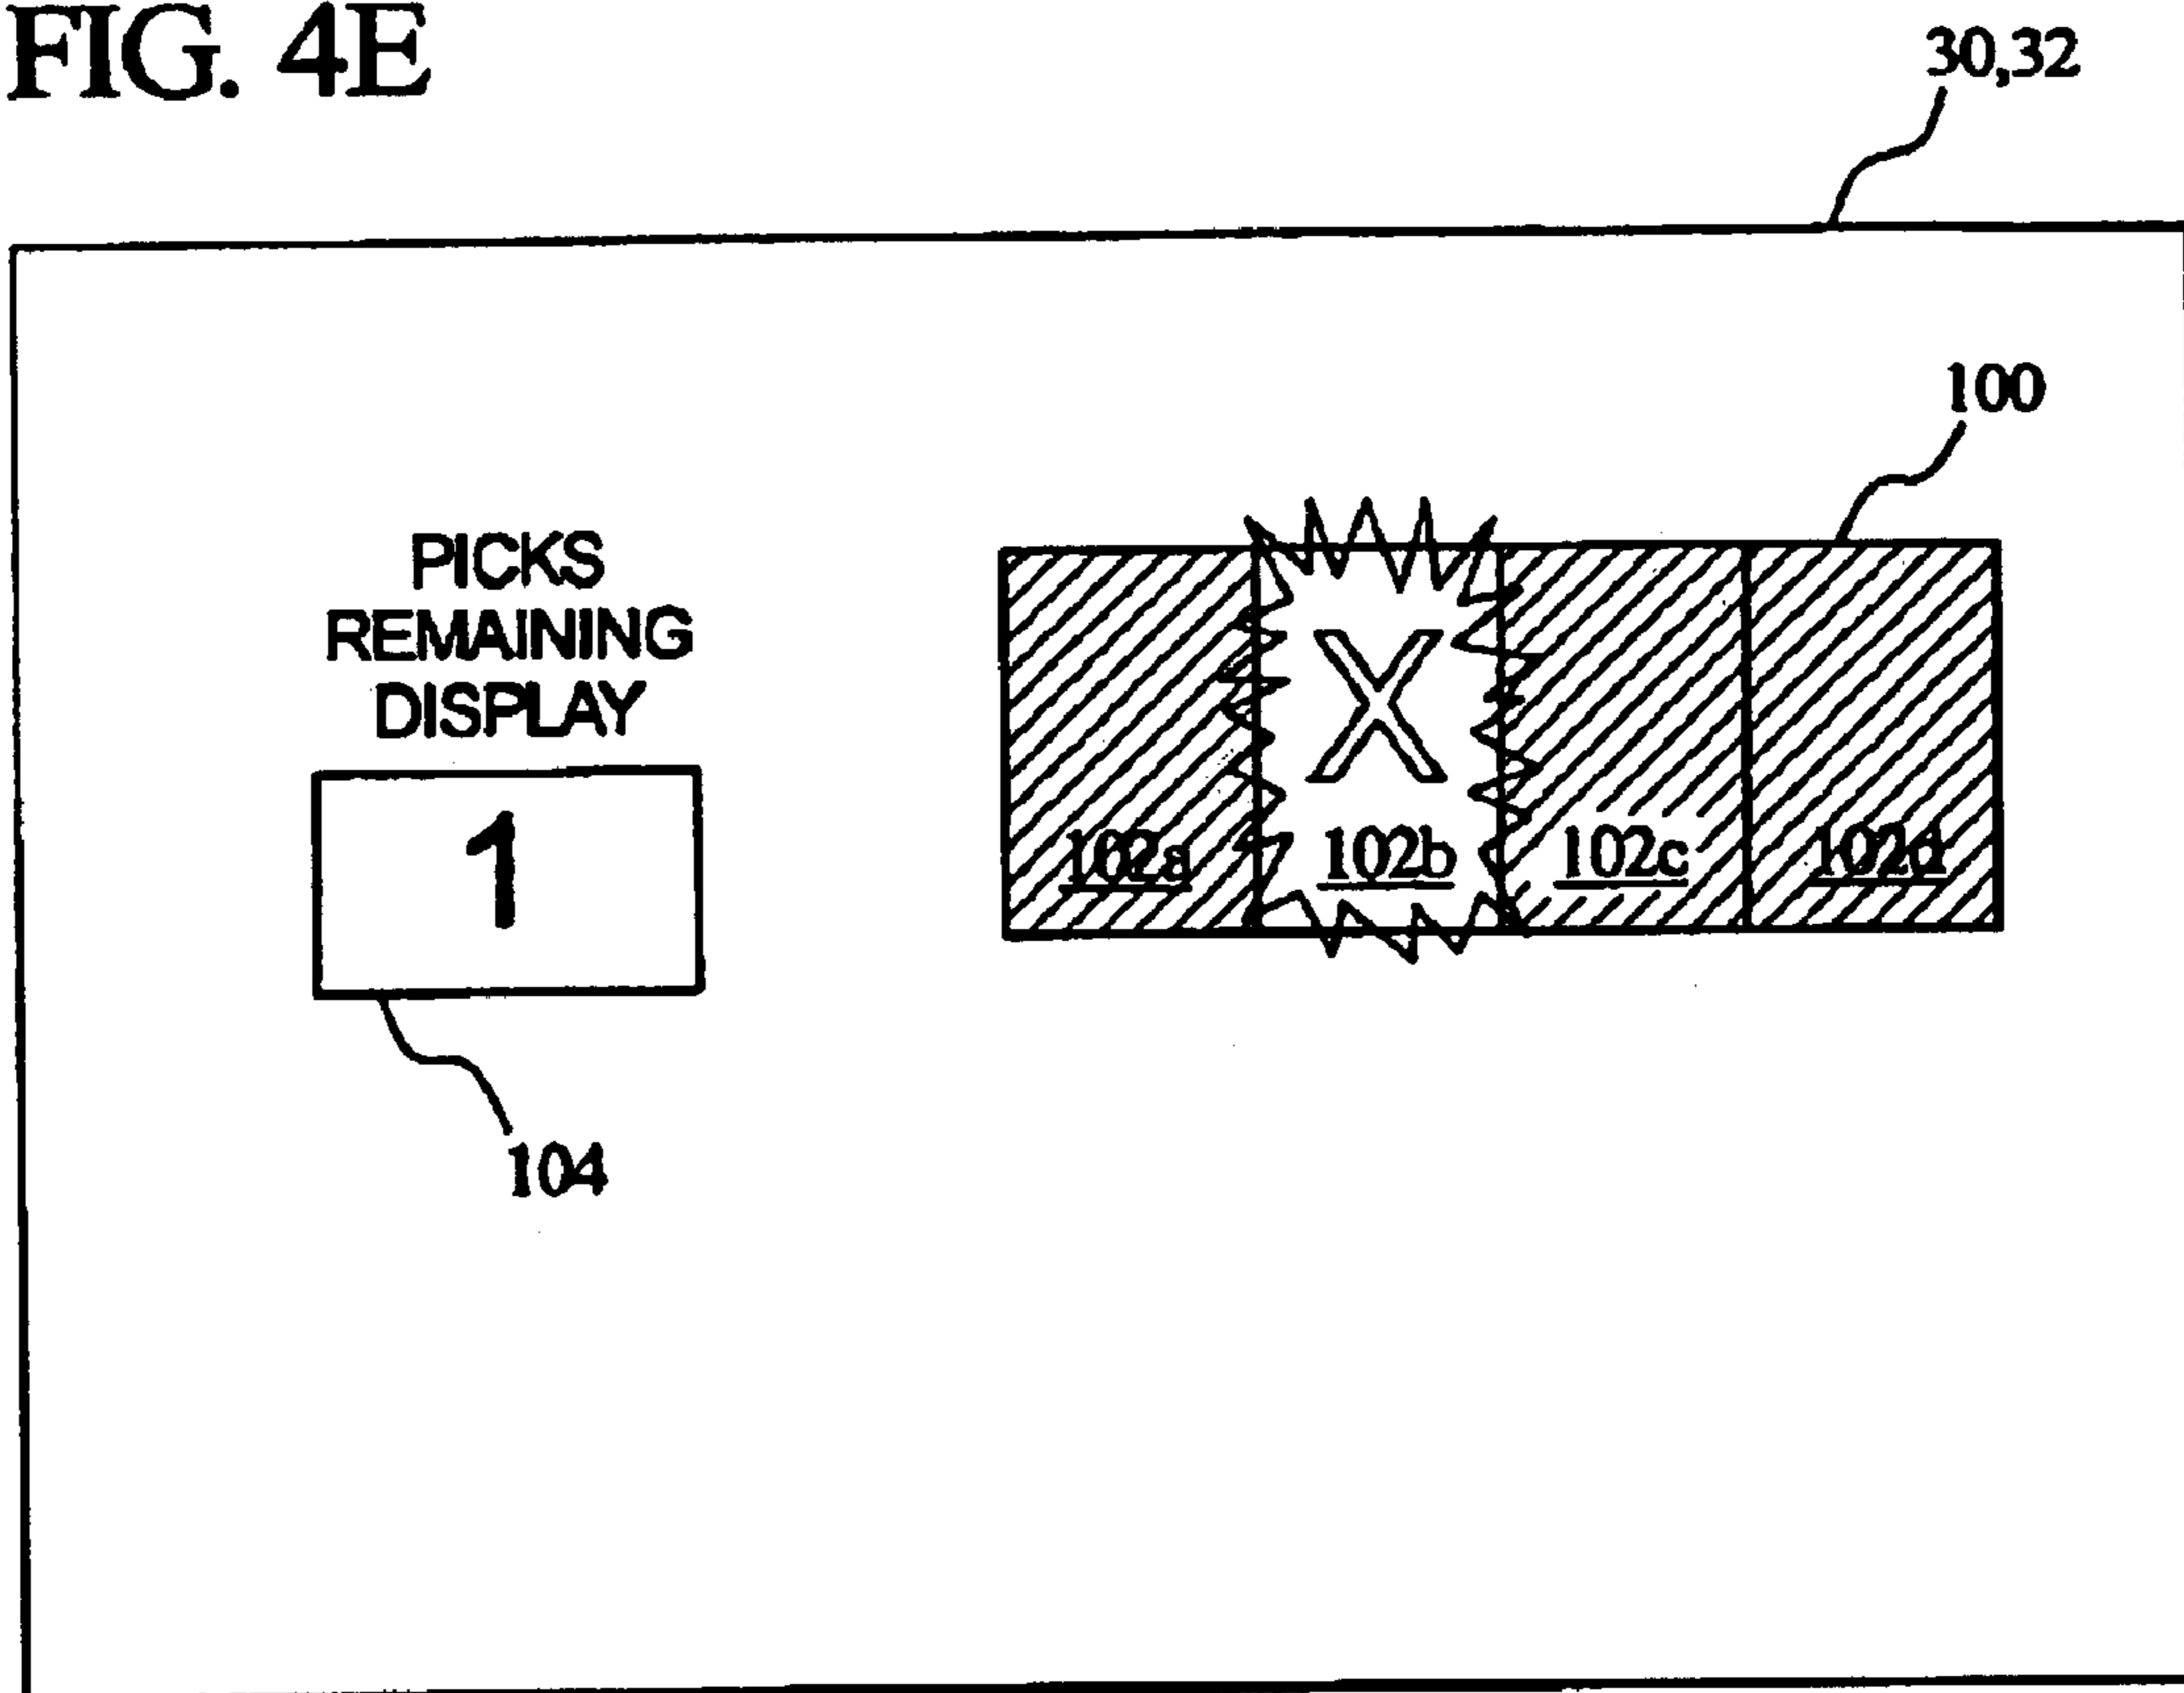 FIG. 4E
30,32
100
PICKS
REMAINING
DISPLAY
1
X
102a 102b 102c 102d
104